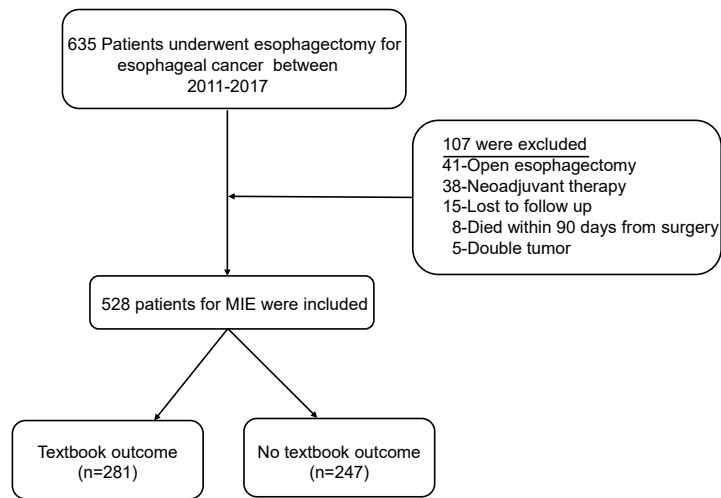 635 Patients underwent esophagectomy for
esophageal cancer between
2011-2017
107 were excluded
41-Open esophagectomy
38-Neoadjuvant therapy
15-Lost to follow up
8-Died within 90 days from surgery
5-Double tumor
528 patients for MIE were included
Textbook outcome
(n=281)
No textbook outcome
(n=247)